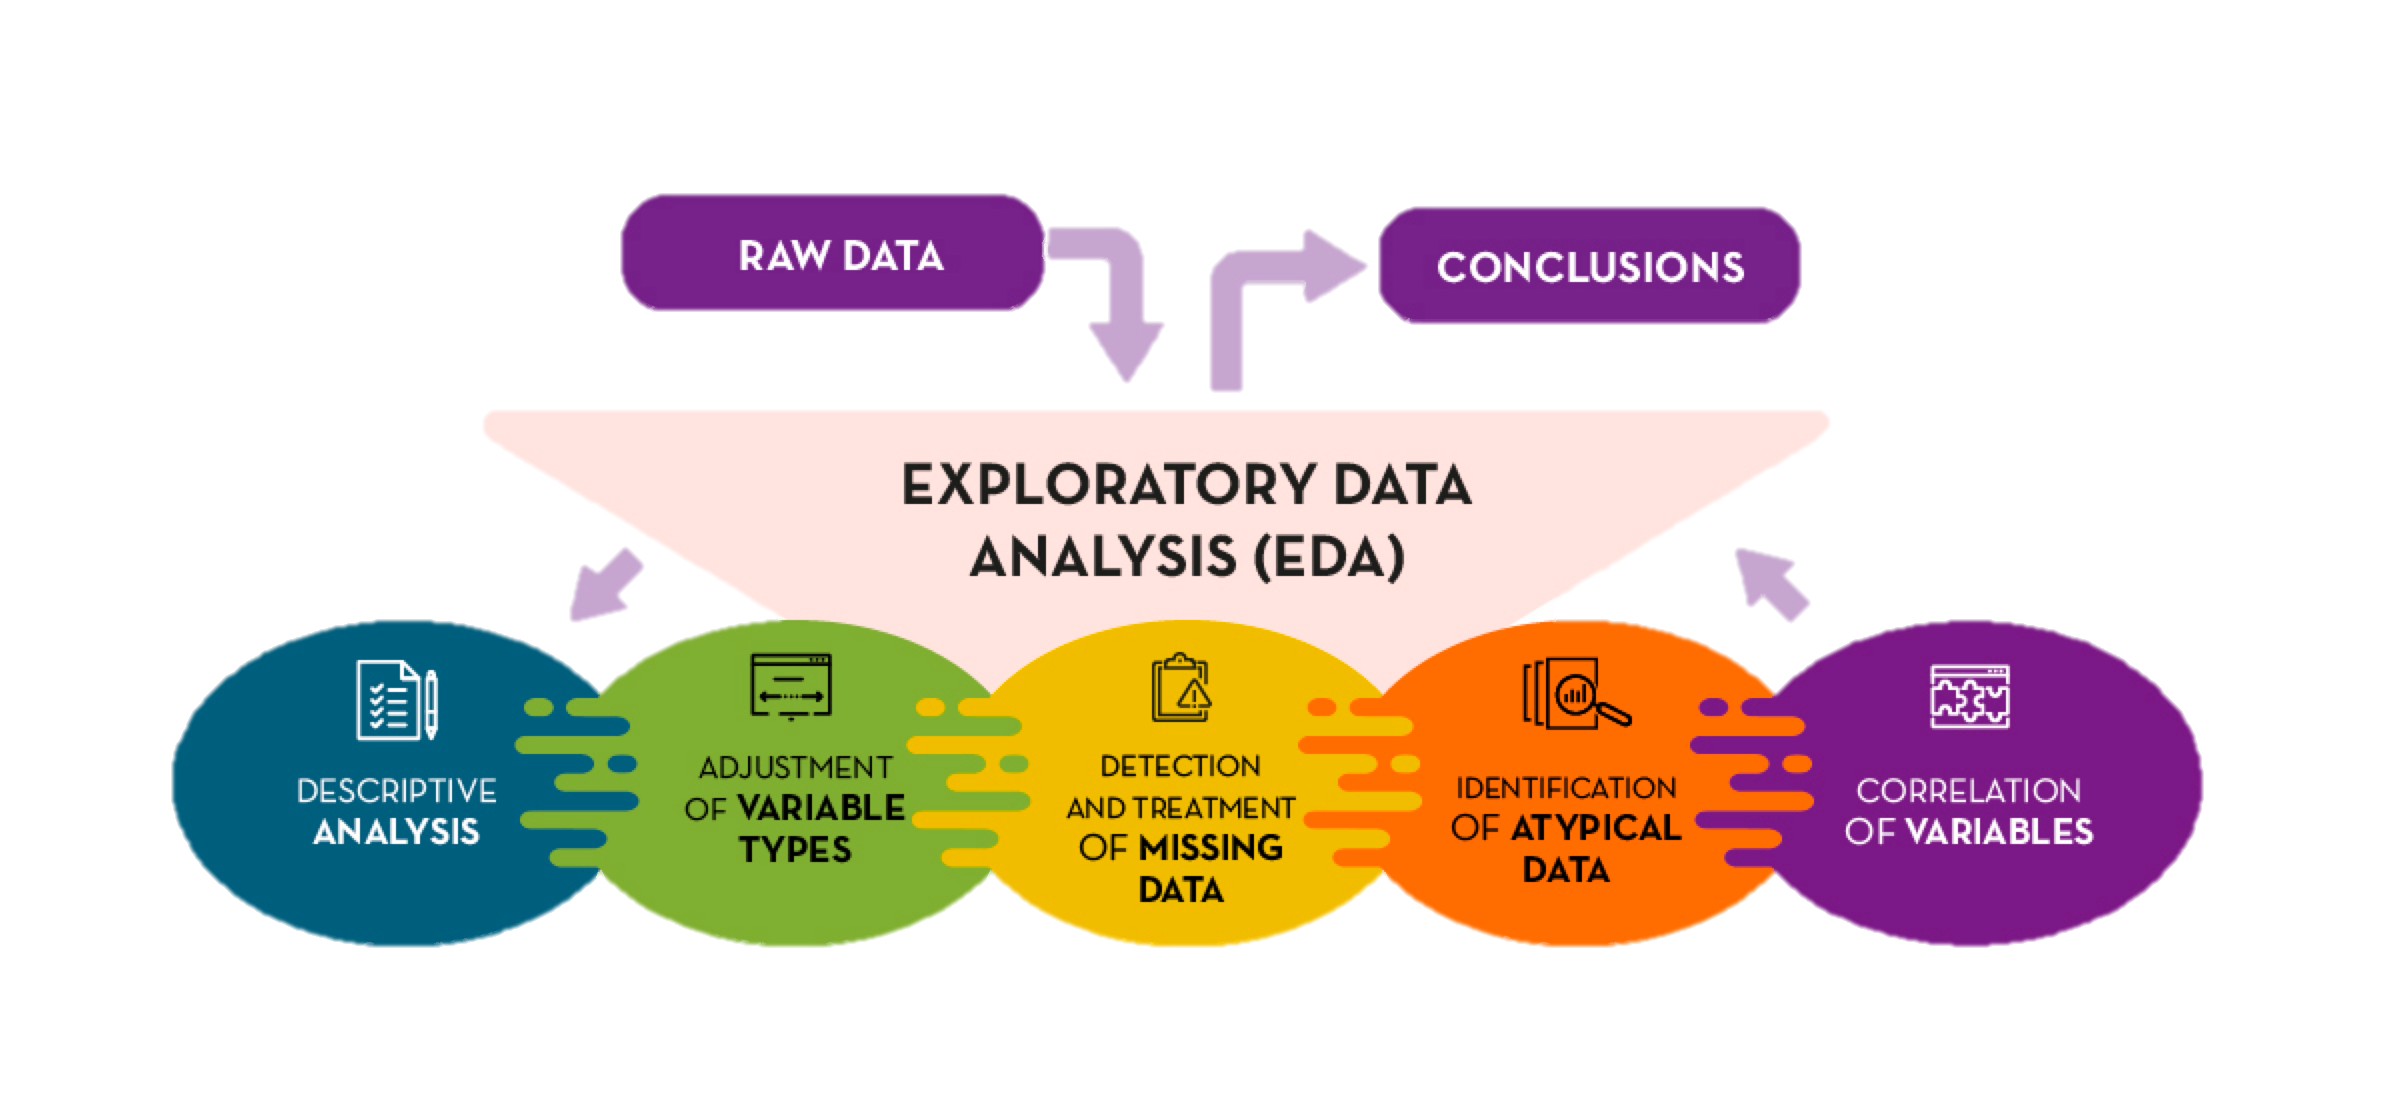 RAW DATA
CONCLUSIONS
EXPLORATORY DATA
ANALYSIS (EDA)
DESCRIPTIVE
ANALYSIS
ADJUSTMENT
OF VARIABLE
TYPES
DETECTION
AND TREATMENT
OF MISSING
DATA
IDENTIFICATION
OF ATYPICAL
DATA
CORRELATION
OF VARIABLES